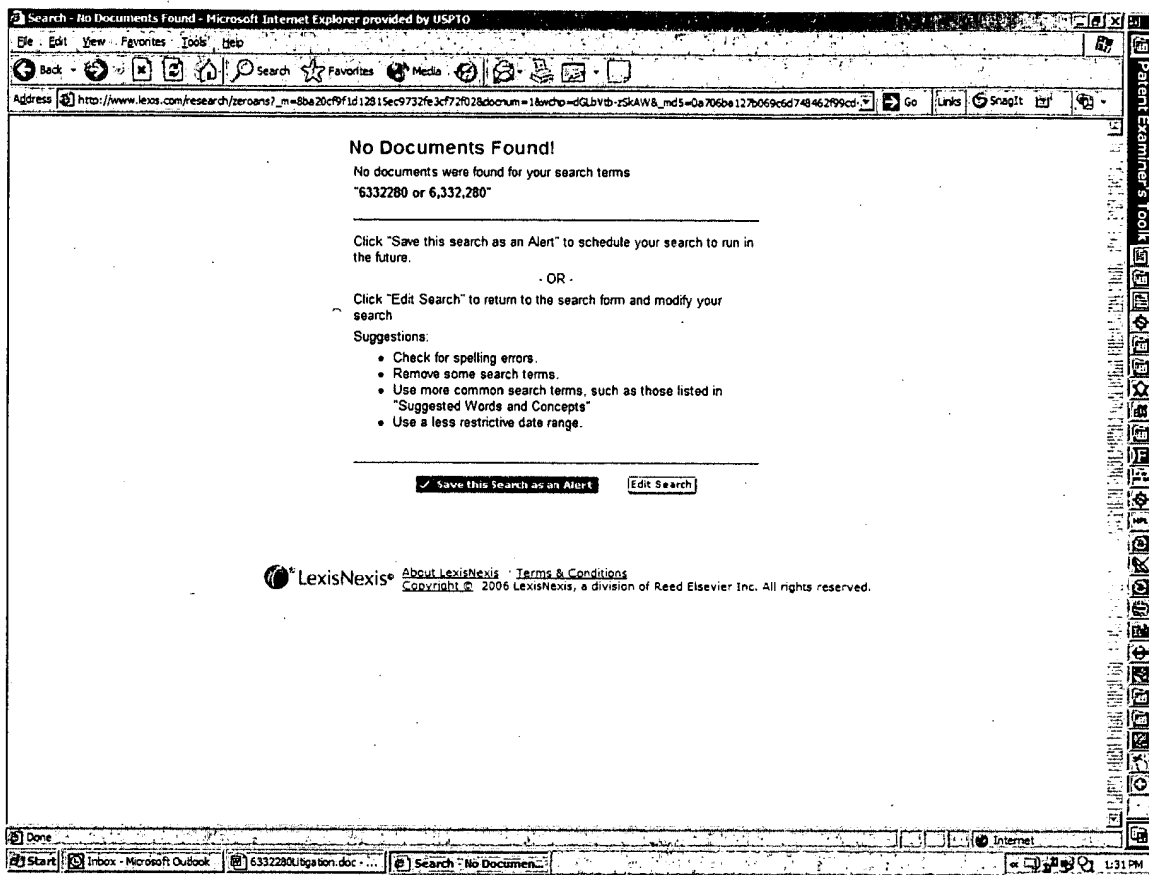 Search - No Documents Found - Microsoft Internet Explorer provided by USPTO
File Edit View Favorites Tools Help
Back Search Favorites Media
Address http://www.lexis.com/research/zeroans?_m=8ba20cf9f1d12815ec9732fe3cf72f02&docnum=1&wchp=dGLbVtb-zSkAW&_md5=0a706ba127b069c6d748462f99cd Go Links SnagIt
Patent Examiner's Toolk
No Documents Found!
No documents were found for your search terms
"6332280 or 6,332,280"
Click "Save this search as an Alert" to schedule your search to run in
the future.
- OR -
Click "Edit Search" to return to the search form and modify your
search
Suggestions:
• Check for spelling errors.
• Remove some search terms.
• Use more common search terms, such as those listed in
"Suggested Words and Concepts"
• Use a less restrictive date range.
✓ Save this Search as an Alert Edit Search
LexisNexis® About LexisNexis Terms & Conditions
Copyright © 2006 LexisNexis, a division of Reed Elsevier Inc. All rights reserved.
NPL
Done Internet
Start Inbox - Microsoft Outlook 6332280Litigation.doc - ... Search - No Documen... 1:31 PM